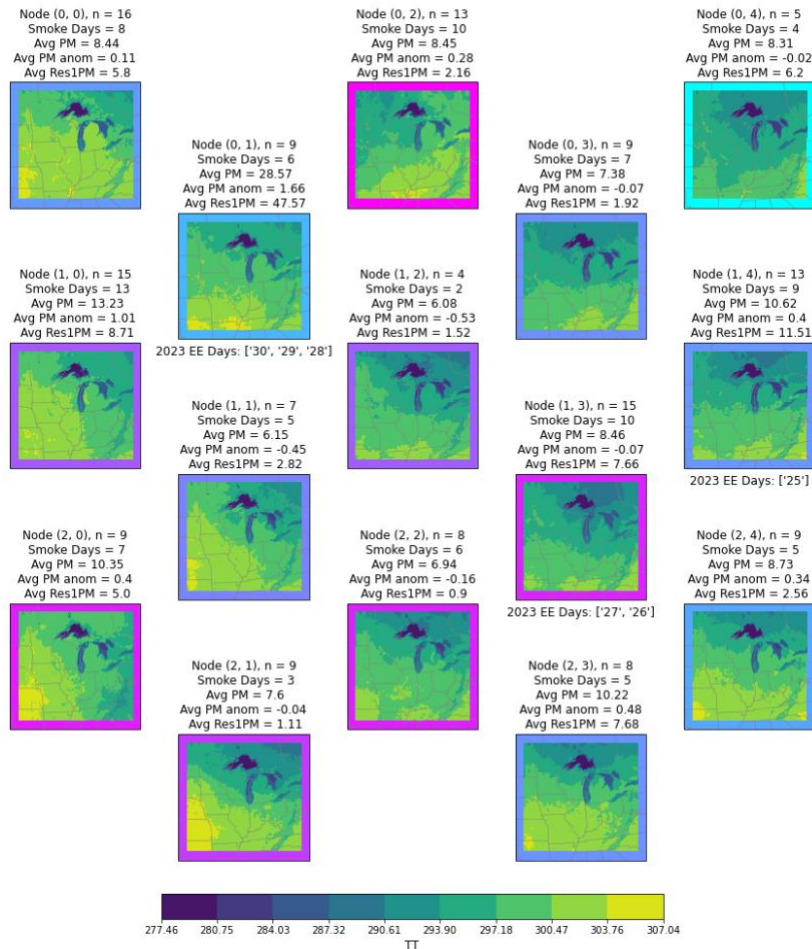 Node (0, 0), n = 16
Smoke Days = 8
Avg PM = 8.44
Avg PM anom = 0.11
Avg Res1PM = 5.8
Node (0, 2), n = 13
Smoke Days = 10
Avg PM = 8.45
Avg PM anom = 0.28
Avg Res1PM = 2.16
Node (0, 4), n = 5
Smoke Days = 4
Avg PM = 8.31
Avg PM anom = -0.02
Avg Res1PM = 6.2
Node (0, 1), n = 9
Smoke Days = 6
Avg PM = 28.57
Avg PM anom = 1.66
Avg Res1PM = 47.57
2023 EE Days: ['30', '29', '28']
Node (0, 3), n = 9
Smoke Days = 7
Avg PM = 7.38
Avg PM anom = -0.07
Avg Res1PM = 1.92
Node (1, 0), n = 15
Smoke Days = 13
Avg PM = 13.23
Avg PM anom = 1.01
Avg Res1PM = 8.71
Node (1, 2), n = 4
Smoke Days = 2
Avg PM = 6.08
Avg PM anom = -0.53
Avg Res1PM = 1.52
Node (1, 4), n = 13
Smoke Days = 9
Avg PM = 10.62
Avg PM anom = 0.4
Avg Res1PM = 11.51
2023 EE Days: ['25']
Node (1, 1), n = 7
Smoke Days = 5
Avg PM = 6.15
Avg PM anom = -0.45
Avg Res1PM = 2.82
Node (1, 3), n = 15
Smoke Days = 10
Avg PM = 8.46
Avg PM anom = -0.07
Avg Res1PM = 7.66
2023 EE Days: ['27', '26']
Node (2, 0), n = 9
Smoke Days = 7
Avg PM = 10.35
Avg PM anom = 0.4
Avg Res1PM = 5.0
Node (2, 2), n = 8
Smoke Days = 6
Avg PM = 6.94
Avg PM anom = -0.16
Avg Res1PM = 0.9
Node (2, 4), n = 9
Smoke Days = 5
Avg PM = 8.73
Avg PM anom = 0.34
Avg Res1PM = 2.56
Node (2, 1), n = 9
Smoke Days = 3
Avg PM = 7.6
Avg PM anom = -0.04
Avg Res1PM = 1.11
Node (2, 3), n = 8
Smoke Days = 5
Avg PM = 10.22
Avg PM anom = 0.48
Avg Res1PM = 7.68
277.46 280.75 284.03 287.32 290.61 293.90 297.18 300.47 303.76 307.04
TT